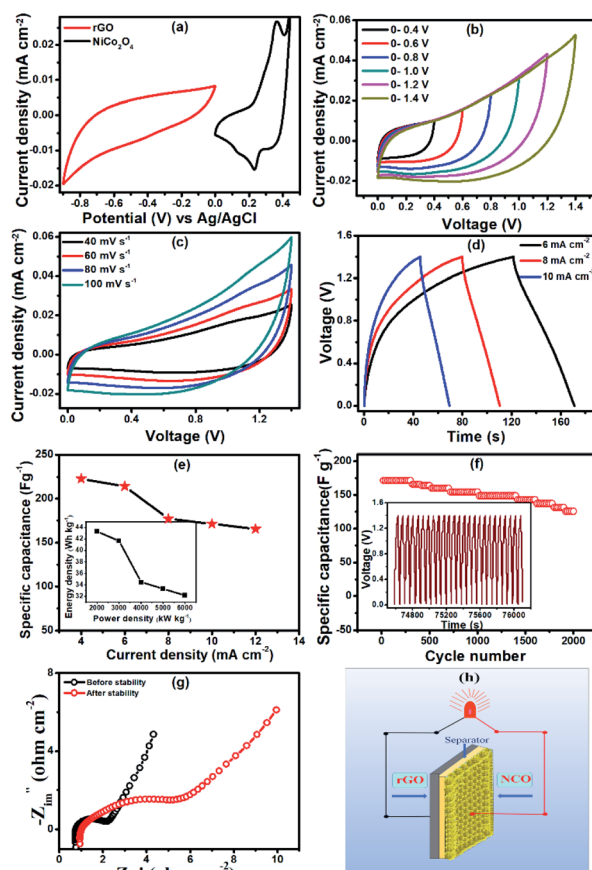 (a)
rGO
NiCo₂O₄
Current density (mA cm⁻²)
0.02
0.01
0.00
-0.01
-0.02
-0.8 -0.6 -0.4 -0.2 0.0 0.2 0.4
Potential (V) vs Ag/AgCl
(b)
0- 0.4 V
0- 0.6 V
0- 0.8 V
0- 1.0 V
0- 1.2 V
0- 1.4 V
Current density (mA cm⁻²)
0.06
0.04
0.02
0.00
-0.02
0.0 0.2 0.4 0.6 0.8 1.0 1.2 1.4
Voltage (V)
(c)
40 mV s⁻¹
60 mV s⁻¹
80 mV s⁻¹
100 mV s⁻¹
Current density (mA cm⁻²)
0.06
0.04
0.02
0.00
-0.02
0.0 0.4 0.8 1.2
Voltage (V)
(d)
6 mA cm⁻²
8 mA cm⁻²
10 mA cm⁻²
Voltage (V)
1.6
1.2
0.8
0.4
0.0
0 40 80 120 160
Time (s)
(e)
Specific capacitance (Fg⁻¹)
250
200
150
100
50
0
4 6 8 10 12 14
Current density (mA cm⁻²)
Energy density (Wh kg⁻¹)
44
42
40
38
36
34
32
2000 3000 4000 5000 6000
Power density (kW kg⁻¹)
(f)
Specific capacitance(F g⁻¹)
250
225
200
175
150
125
100
75
50
25
0
-25
-50
0 500 1000 1500 2000
Cycle number
Voltage (V)
1.8
1.2
0.6
0.0
74800 75200 75600 76000
Time (s)
(g)
Before stability
After stability
-Zim" (ohm cm⁻²)
8
6
4
2
0
0 2 4 6 8 10
(h)
Separator
rGO
NCO